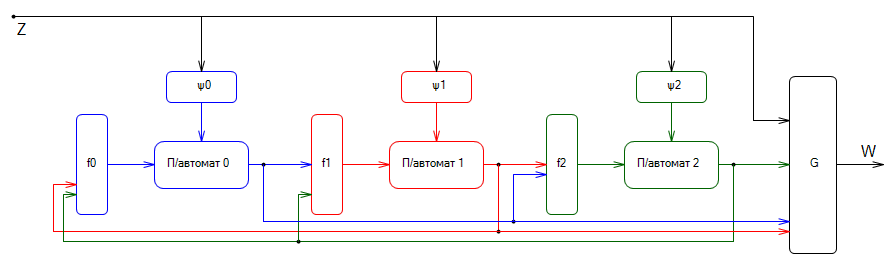 Z
ψ0
ψ1
ψ2
f0
П/автомат 0
f1
П/автомат 1
f2
П/автомат 2
G
W